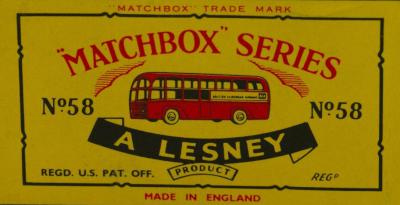 "MATCHBOX" TRADE MARK
"MATCHBOX" SERIES
Nº58 Nº58
A LESNEY
PRODUCT
REGD. U.S. PAT. OFF. REGD
MADE IN ENGLAND